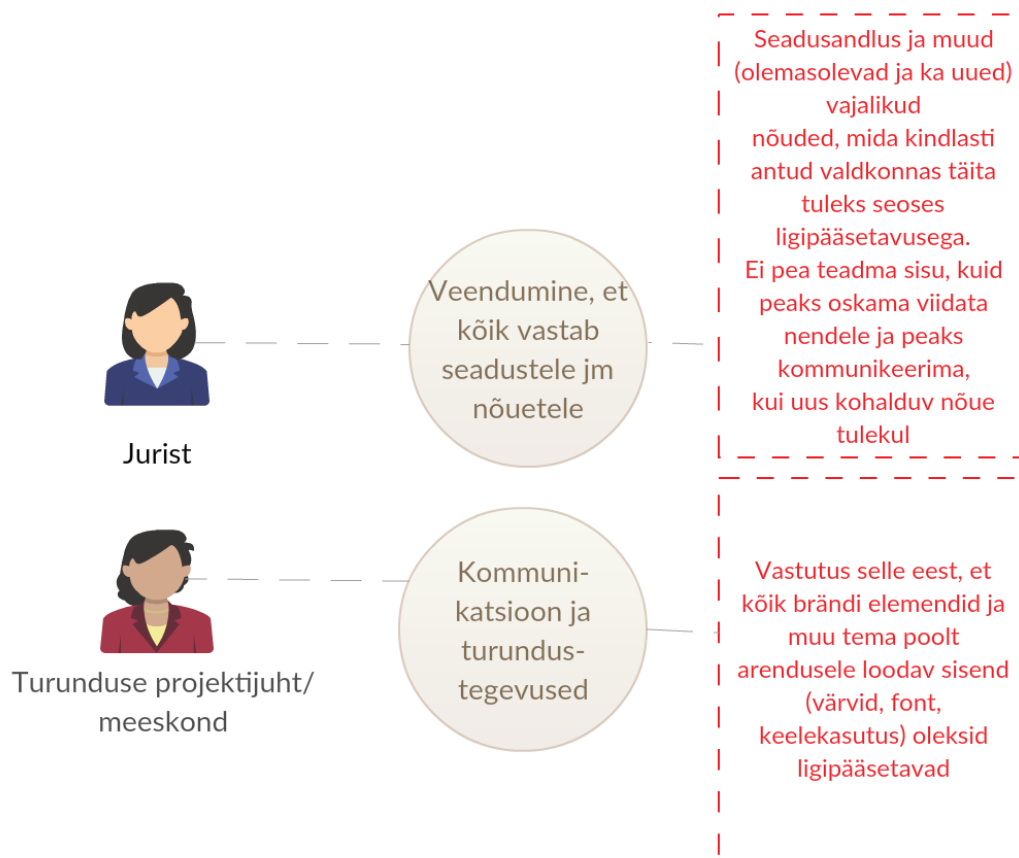 Jurist
Veendumine, et
kõik vastab
seadustele jm
nõuetele
Seadusandlus ja muud
(olemasolevad ja ka uued)
vajalikud
nõuded, mida kindlasti
antud valdkonnas täita
tuleks seoses
ligipääsetavusega.
Ei pea teadma sisu, kuid
peaks oskama viidata
nendele ja peaks
kommunikeerima,
kui uus kohalduv nõue
tulekul
Turunduse projektijuht/
meeskond
Kommuni-
katsioon ja
turundus-
tegevused
Vastutus selle eest, et
kõik brändi elemendid ja
muu tema poolt
arendusele loodav sisend
(värvid, font,
keelekasutus) oleksid
ligipääsetavad